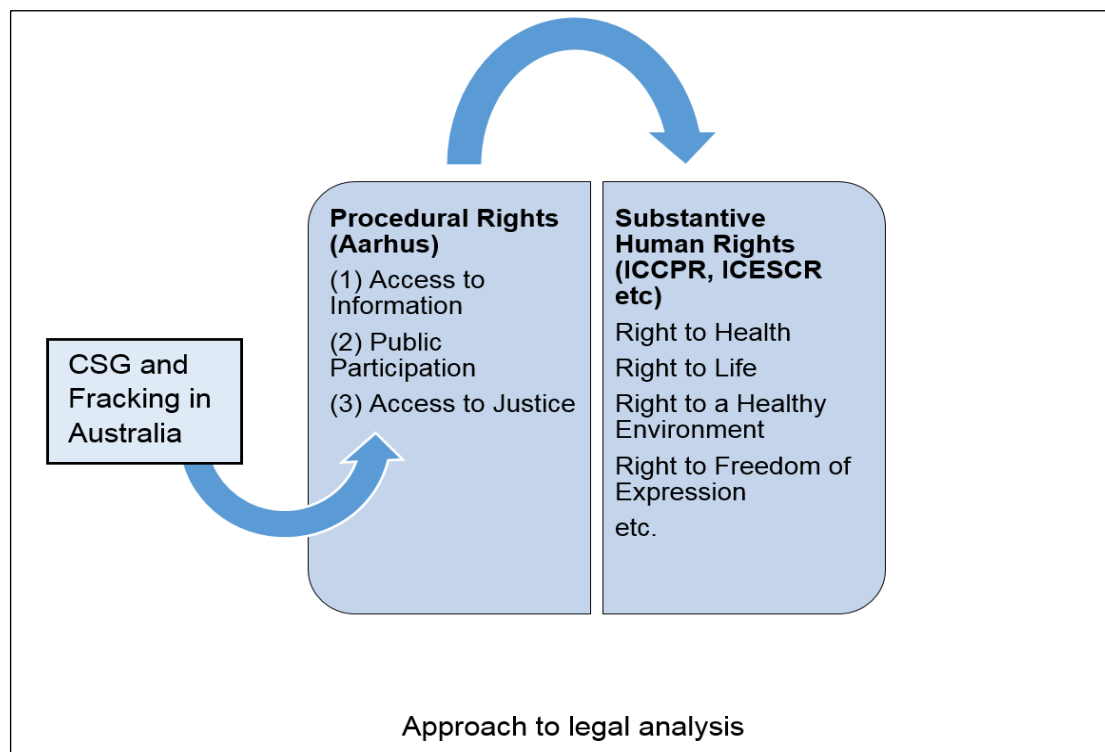 CSG and
Fracking in
Australia
Procedural Rights
(Aarhus)
(1) Access to
Information
(2) Public
Participation
(3) Access to Justice
Substantive
Human Rights
(ICCPR, ICESCR
etc)
Right to Health
Right to Life
Right to a Healthy
Environment
Right to Freedom of
Expression
etc.
Approach to legal analysis